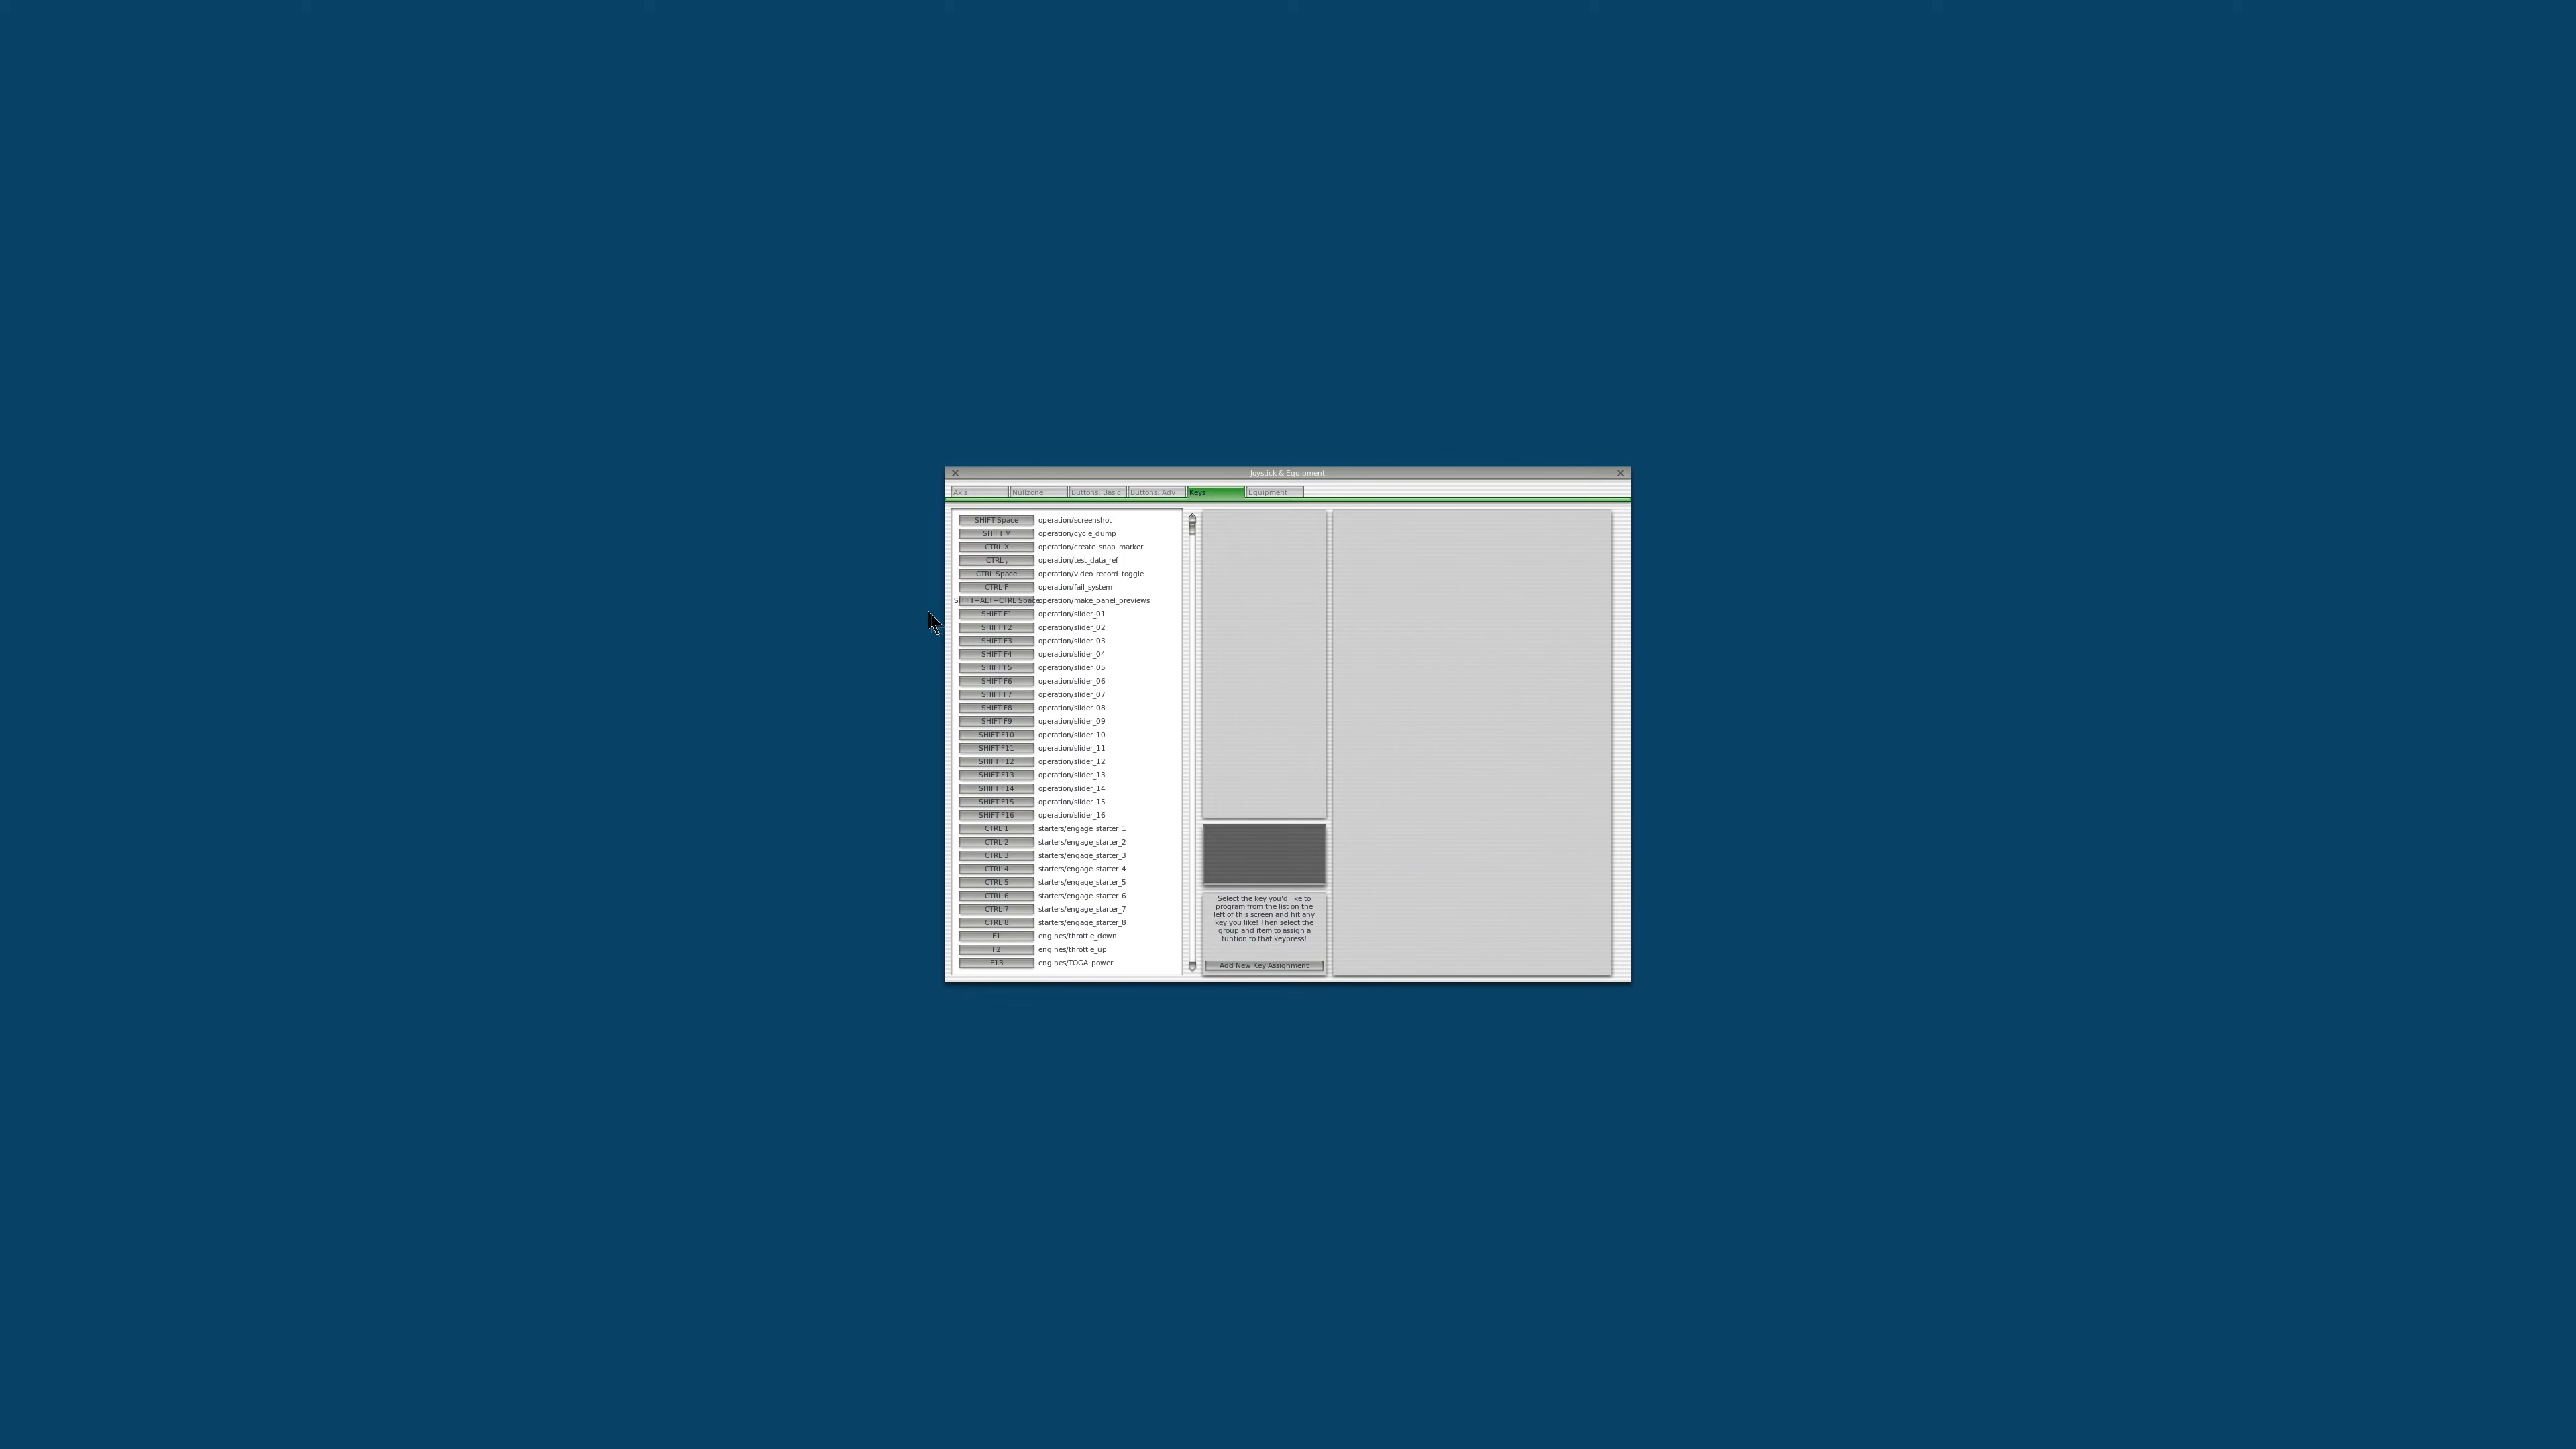 Joystick & Equipment
Axis Nullzone Buttons: Basic Buttons: Adv Keys Equipment
SHIFT Space operation/screenshot
SHIFT M operation/cycle_dump
CTRL X operation/create_snap_marker
CTRL operation/test_data_ref
CTRL Space operation/video_record_toggle
CTRL F operation/fail_system
SHIFT+ALT+CTRL Space operation/make_panel_previews
SHIFT F1 operation/slider_01
SHIFT F2 operation/slider_02
SHIFT F3 operation/slider_03
SHIFT F4 operation/slider_04
SHIFT F5 operation/slider_05
SHIFT F6 operation/slider_06
SHIFT F7 operation/slider_07
SHIFT F8 operation/slider_08
SHIFT F9 operation/slider_09
SHIFT F10 operation/slider_10
SHIFT F11 operation/slider_11
SHIFT F12 operation/slider_12
SHIFT F13 operation/slider_13
SHIFT F14 operation/slider_14
SHIFT F15 operation/slider_15
SHIFT F16 operation/slider_16
CTRL 1 starters/engage_starter_1
CTRL 2 starters/engage_starter_2
CTRL 3 starters/engage_starter_3
CTRL 4 starters/engage_starter_4
CTRL 5 starters/engage_starter_5
CTRL 6 starters/engage_starter_6
CTRL 7 starters/engage_starter_7
CTRL 8 starters/engage_starter_8
F1 engines/throttle_down
F2 engines/throttle_up
F13 engines/TOGA_power
Select the key you'd like to
program from the list on the
left of this screen and hit any
key you like! Then select the
group and item to assign a
funtion to that keypress!
Add New Key Assignment